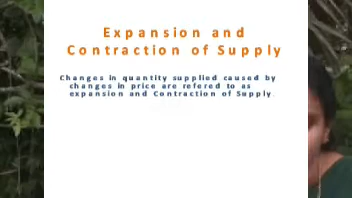 Expansion and
Contraction of Supply
Changes in quantity supplied caused by
changes in price are refered to as
expansion and Contraction of Supply.